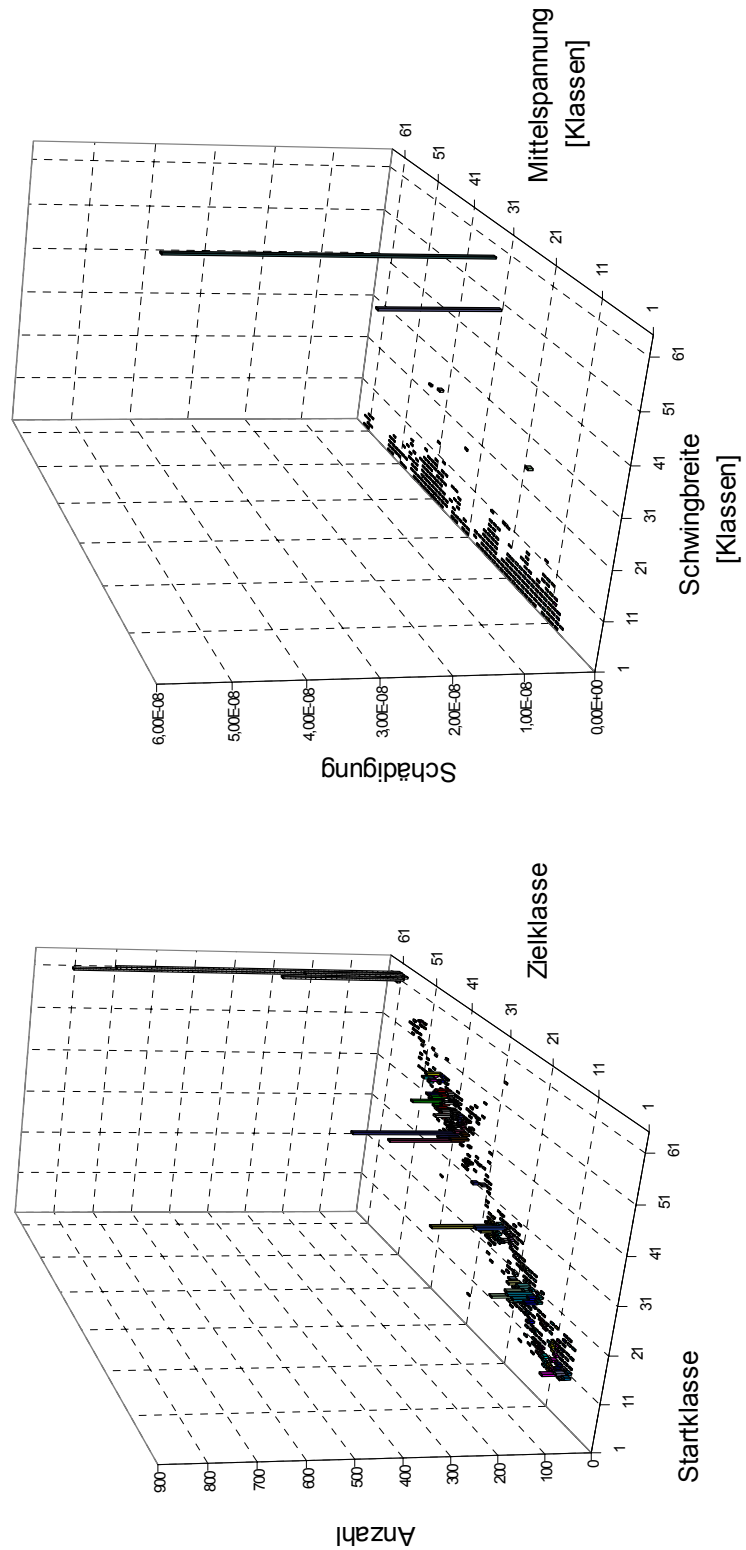 Anzahl
900
800
700
600
500
400
300
200
100
0
1
11
21
31
41
51
61
Startklasse
1
11
21
31
41
51
61
Zielklasse
Schädigung
6,00E-08
5,00E-08
4,00E-08
3,00E-08
2,00E-08
1,00E-08
0,00E+00
1
11
21
31
41
51
61
Schwingbreite
[Klassen]
1
11
21
31
41
51
61
Mittelspannung
[Klassen]